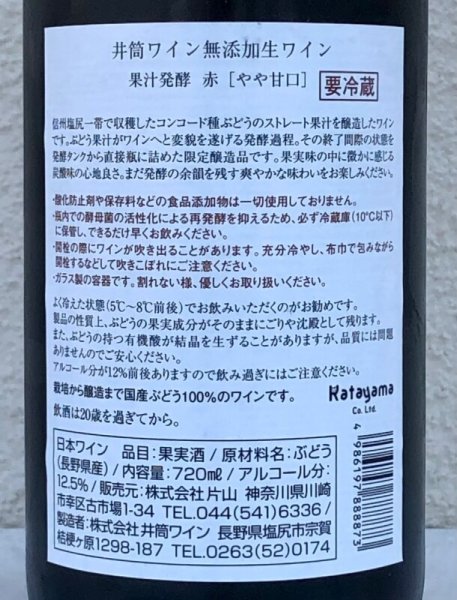 井筒ワイン無添加生ワイン
果汁発酵 赤 [やや甘口] 要冷蔵
信州塩尻一帯で収穫したコンコード種ぶどうのストレート果汁を醸造したワイン
です。ぶどう果汁がワインへと変貌を遂げる発酵過程。その終了間際の状態を
発酵タンクから直接瓶に詰めた限定醸造品です。果実味の中に微かに感じる
炭酸味の心地良さ。まだ発酵の余韻を残す爽やかな味わいをお楽しみください。
・酸化防止剤や保存料などの食品添加物は一切使用しておりません。
・瓶内での酵母菌の活性化による再発酵を抑えるため、必ず冷蔵庫(10℃以下)
に保管し、できるだけ早くお飲みください。
・開栓の際にワインが吹き出ることがあります。充分冷やし、布巾で包みながら
開栓するなどして吹きこぼれにご注意ください。
・ガラス製の容器です。割れない様、優しくお取り扱いください。
よく冷えた状態(5℃〜8℃前後)でお飲みいただくのがお勧めです。
製品の性質上、ぶどうの果実成分がそのままにごりや沈殿として残ります。
また、ぶどうの持つ有機酸が結晶を生ずることがありますが、品質には問題
ありませんのでご安心ください。
アルコール分が12%前後ありますので飲み過ぎにはご注意ください。
栽培から醸造まで国産ぶどう100%のワインです。
飲酒は20歳を過ぎてから。
Katayama
Co. Ltd.
4 986197 888873
日本ワイン 品目:果実酒/原材料名:ぶどう
(長野県産)/内容量:720mℓ/アルコール分:
12.5%/販売元:株式会社片山 神奈川県川崎
市幸区古市場1-34 TEL.044(541)6336/
製造者:株式会社井筒ワイン 長野県塩尻市宗賀
桔梗ヶ原1298-187 TEL.0263(52)0174